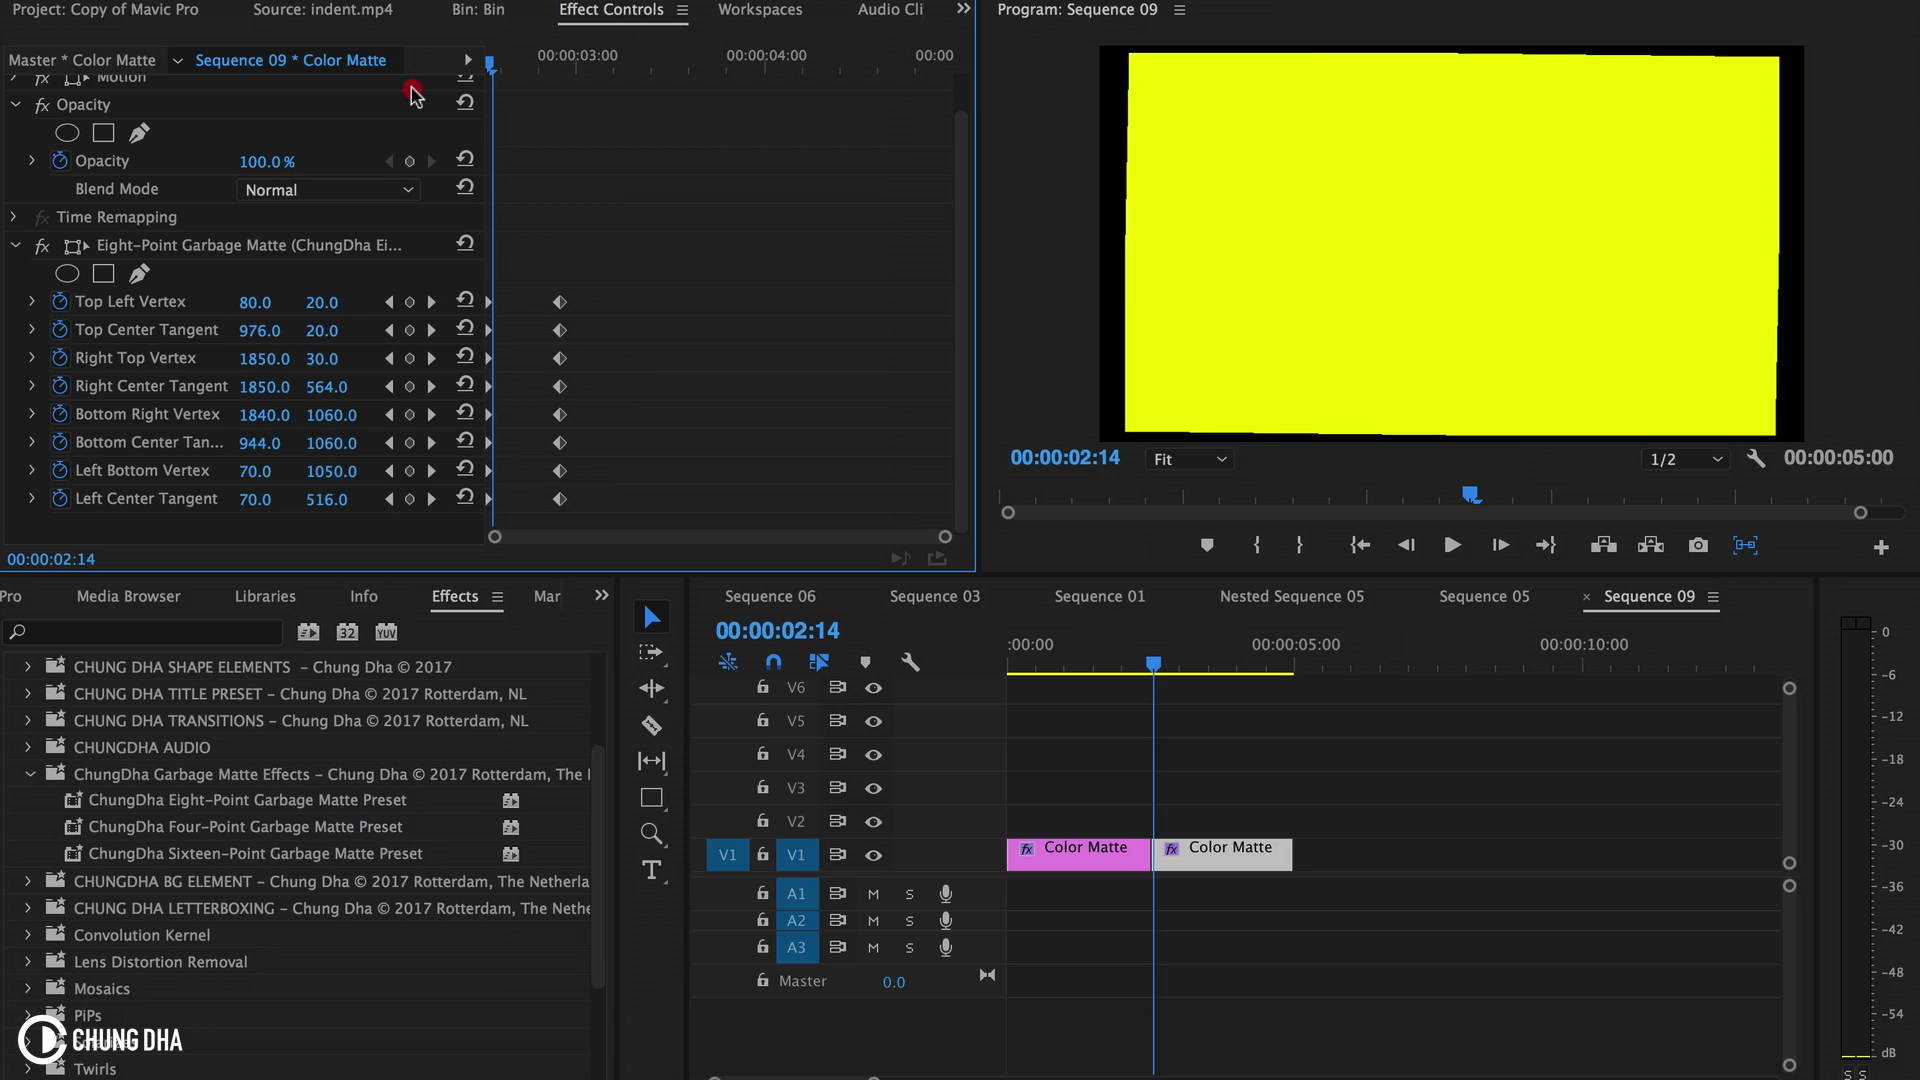 Project: Copy of Mavic Pro
Source: indent.mp4
Bin: Bin
Effect Controls
Workspaces
Audio Cli
Program: Sequence 09
Master * Color Matte
Sequence 09 * Color Matte
00:00:03:00
00:00:04:00
00:00
fx Motion
fx Opacity
Opacity 100.0 %
Blend Mode Normal
fx Time Remapping
fx Eight-Point Garbage Matte (ChungDha Ei...
Top Left Vertex 80.0 20.0
Top Center Tangent 976.0 20.0
Right Top Vertex 1850.0 30.0
Right Center Tangent 1850.0 564.0
Bottom Right Vertex 1840.0 1060.0
Bottom Center Tan... 944.0 1060.0
Left Bottom Vertex 70.0 1050.0
Left Center Tangent 70.0 516.0
00:00:02:14
00:00:02:14
Fit
1/2
00:00:05:00
Pro
Media Browser
Libraries
Info
Effects
Mar
32
YUV
CHUNG DHA SHAPE ELEMENTS - Chung Dha © 2017
CHUNG DHA TITLE PRESET - Chung Dha © 2017 Rotterdam, NL
CHUNG DHA TRANSITIONS - Chung Dha © 2017 Rotterdam, NL
CHUNGDHA AUDIO
ChungDha Garbage Matte Effects - Chung Dha © 2017 Rotterdam, The
ChungDha Eight-Point Garbage Matte Preset
ChungDha Four-Point Garbage Matte Preset
ChungDha Sixteen-Point Garbage Matte Preset
CHUNGDHA BG ELEMENT - Chung Dha © 2017 Rotterdam, The Netherla
CHUNG DHA LETTERBOXING - Chung Dha © 2017 Rotterdam, The Nethe
Convolution Kernel
Lens Distortion Removal
Mosaics
PiPs
Twirls
CHUNG DHA
Sequence 06
Sequence 03
Sequence 01
Nested Sequence 05
Sequence 05
× Sequence 09
00:00:02:14
:00:00
00:00:05:00
00:00:10:00
V6
V5
V4
V3
V2
V1 V1
fx Color Matte
fx Color Matte
A1 M S
A2 M S
A3 M S
Master 0.0
T
0
-6
-12
-18
-24
-30
-36
-42
-48
-54
dB
S S